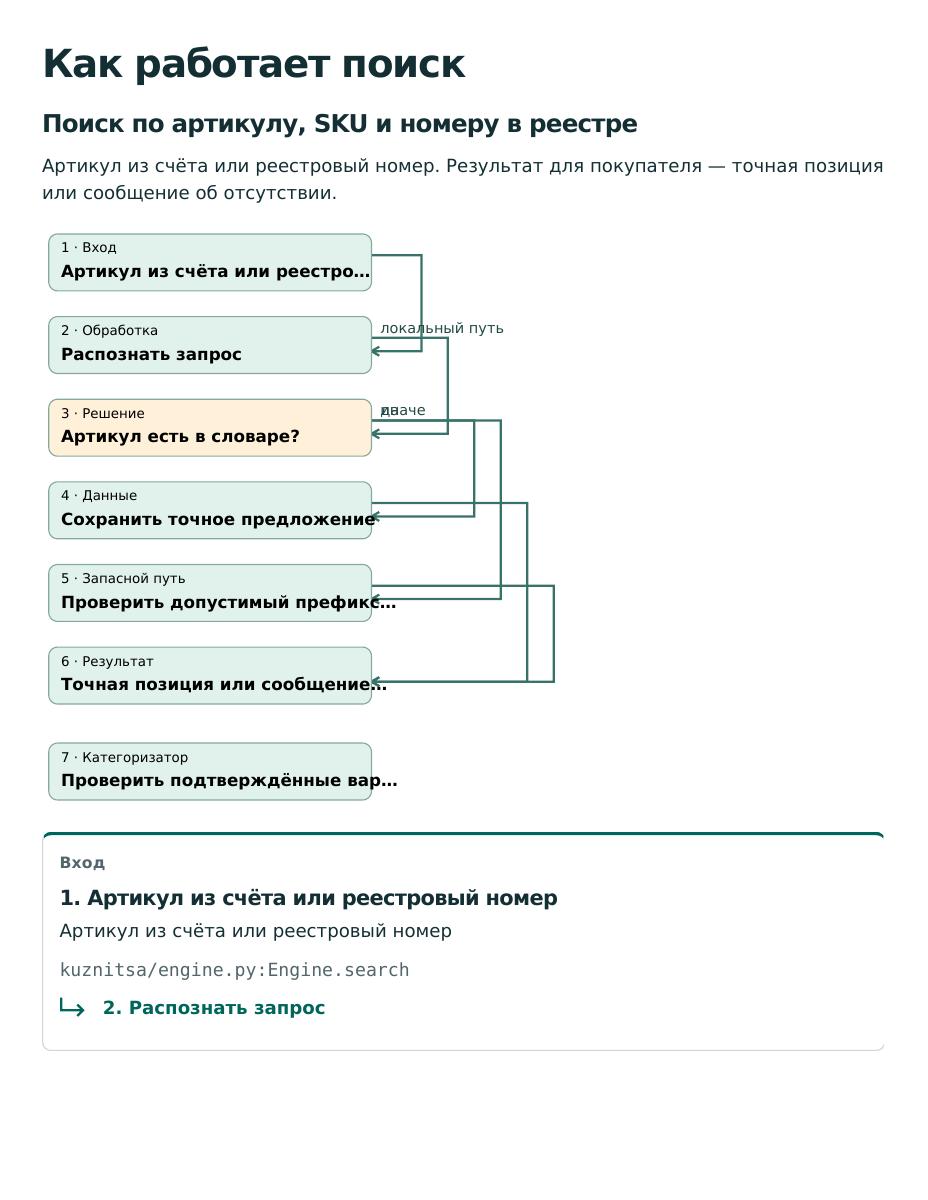 Как работает поиск
Поиск по артикулу, SKU и номеру в реестре
Артикул из счёта или реестровый номер. Результат для покупателя — точная позиция
или сообщение об отсутствии.
1 · Вход
Артикул из счёта или реестро…
2 · Обработка
локальный путь
Распознать запрос
3 · Решение
да
иначе
Артикул есть в словаре?
4 · Данные
Сохранить точное предложение
5 · Запасной путь
Проверить допустимый префикс…
6 · Результат
Точная позиция или сообщение…
7 · Категоризатор
Проверить подтверждённые вар…
Вход
1. Артикул из счёта или реестровый номер
Артикул из счёта или реестровый номер
kuznitsa/engine.py:Engine.search
2. Распознать запрос